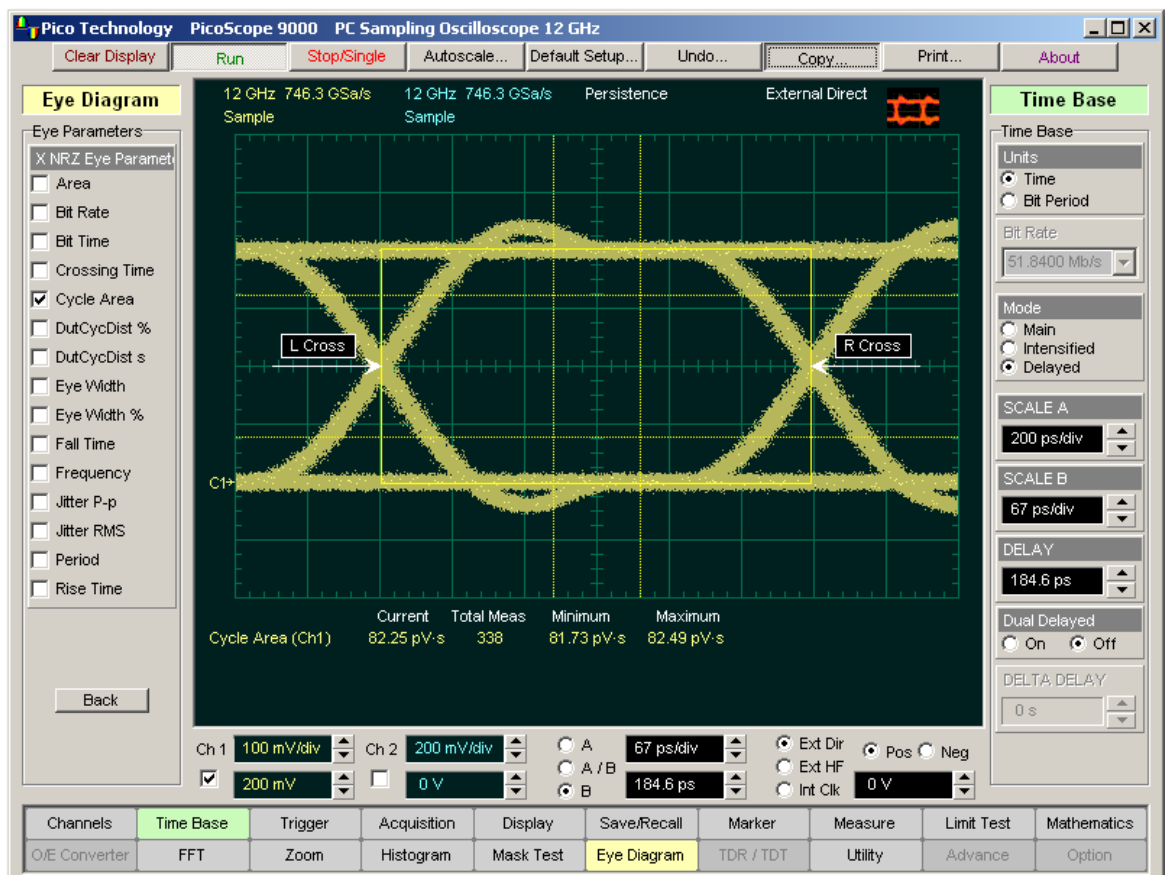 Pico Technology PicoScope 9000 PC Sampling Oscilloscope 12 GHz
Clear Display Run Stop/Single Autoscale... Default Setup... Undo... Copy... Print... About
Eye Diagram
Eye Parameters
X NRZ Eye Paramet
Area
Bit Rate
Bit Time
Crossing Time
Cycle Area
DutCycDist %
DutCycDist s
Eye Width
Eye Width %
Fall Time
Frequency
Jitter P-p
Jitter RMS
Period
Rise Time
Back
12 GHz 746.3 GSa/s 12 GHz 746.3 GSa/s Persistence External Direct
Sample Sample
L Cross R Cross
C1
Current Total Meas Minimum Maximum
Cycle Area (Ch1) 82.25 pV·s 338 81.73 pV·s 82.49 pV·s
Time Base
Time Base
Units
Time
Bit Period
Bit Rate
51.8400 Mb/s
Mode
Main
Intensified
Delayed
SCALE A
200 ps/div
SCALE B
67 ps/div
DELAY
184.6 ps
Dual Delayed
On Off
DELTA DELAY
0 s
Ch 1 100 mV/div Ch 2 200 mV/div A 67 ps/div Ext Dir Pos Neg
A / B Ext HF
200 mV 0 V B 184.6 ps Int Clk 0 V
Channels Time Base Trigger Acquisition Display Save/Recall Marker Measure Limit Test Mathematics
O/E Converter FFT Zoom Histogram Mask Test Eye Diagram TDR / TDT Utility Advance Option